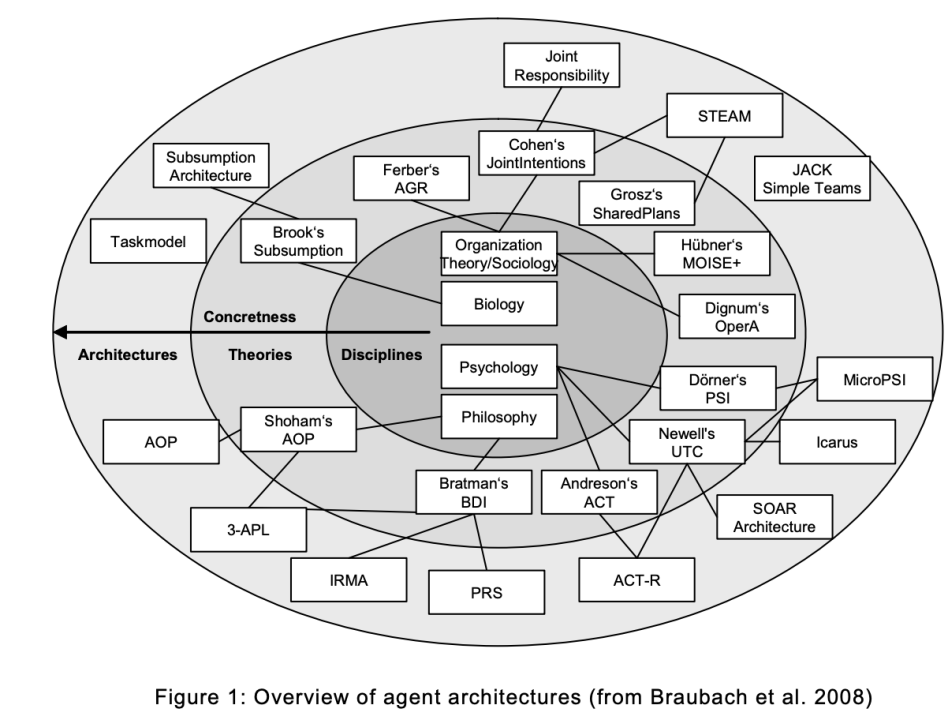 Joint
Responsibility
STEAM
Cohen‘s
JointIntentions
Subsumption
Architecture
Ferber‘s
AGR
JACK
Simple Teams
Grosz‘s
SharedPlans
Taskmodel
Brook‘s
Subsumption
Organization
Theory/Sociology
Hübner‘s
MOISE+
Biology
Dignum‘s
OperA
Concretness
Architectures
Theories
Disciplines
Psychology
Dörner‘s
PSI
MicroPSI
Philosophy
Shoham‘s
AOP
AOP
Newell's
UTC
Icarus
Bratman‘s
BDI
Andreson‘s
ACT
SOAR
Architecture
3-APL
IRMA
PRS
ACT-R
Figure 1: Overview of agent architectures (from Braubach et al. 2008)